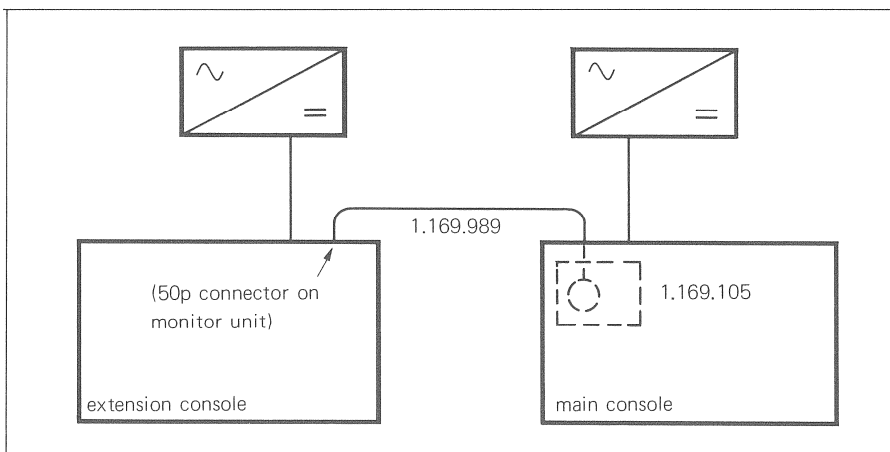 1.169.989
(50p connector on
monitor unit)
1.169.105
extension console
main console